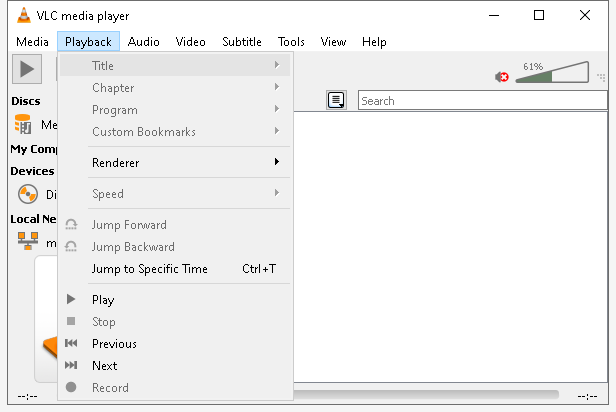 VLC media player
Media Playback Audio Video Subtitle Tools View Help
61%
Search
Discs
Me
My Comp
Devices
Di
Local Ne
m
Title
Chapter
Program
Custom Bookmarks
Renderer
Speed
Jump Forward
Jump Backward
Jump to Specific Time Ctrl+T
Play
Stop
Previous
Next
Record
--:-- --:--